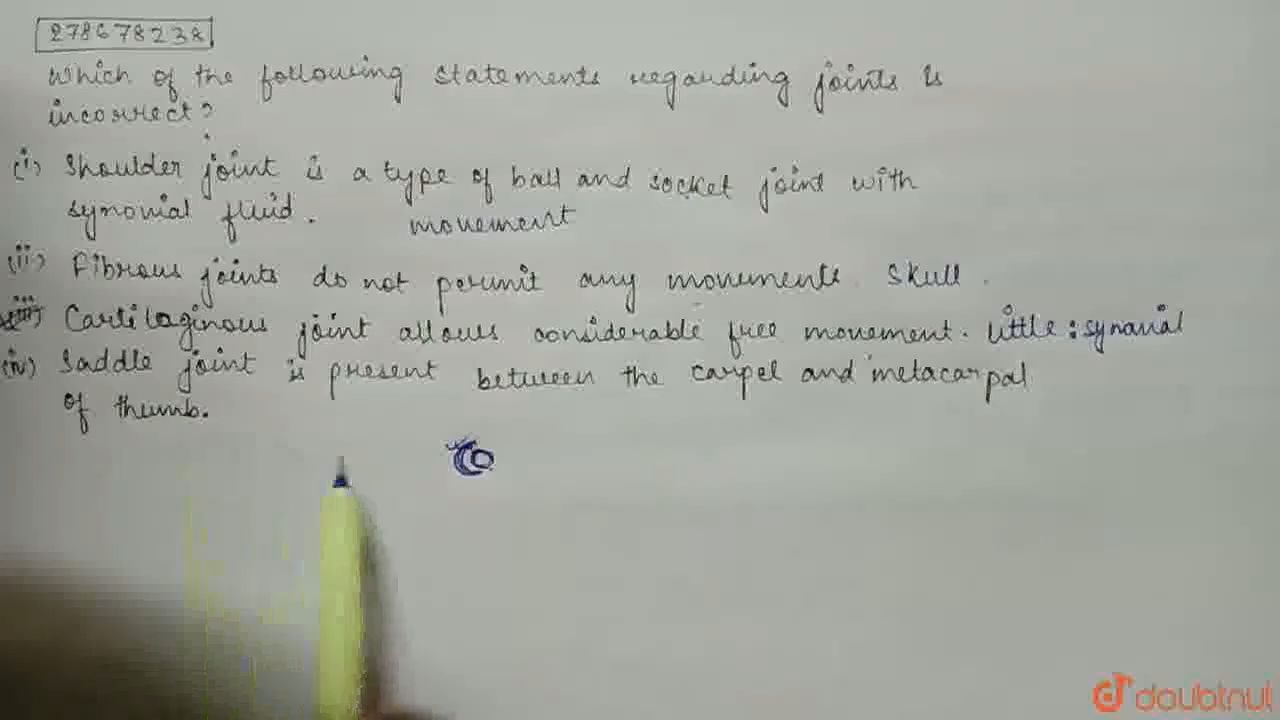 278678238
Which of the following statements regarding joints is
incorrect?
(i) Shoulder joint is a type of ball and socket joint with
synovial fluid. movement
(ii) Fibrous joints do not permit any movements. Skull.
(iii) Cartilaginous joint allows considerable free movement. little : synovial
(iv) Saddle joint is present between the carpel and metacarpal
of thumb.
doubtnut